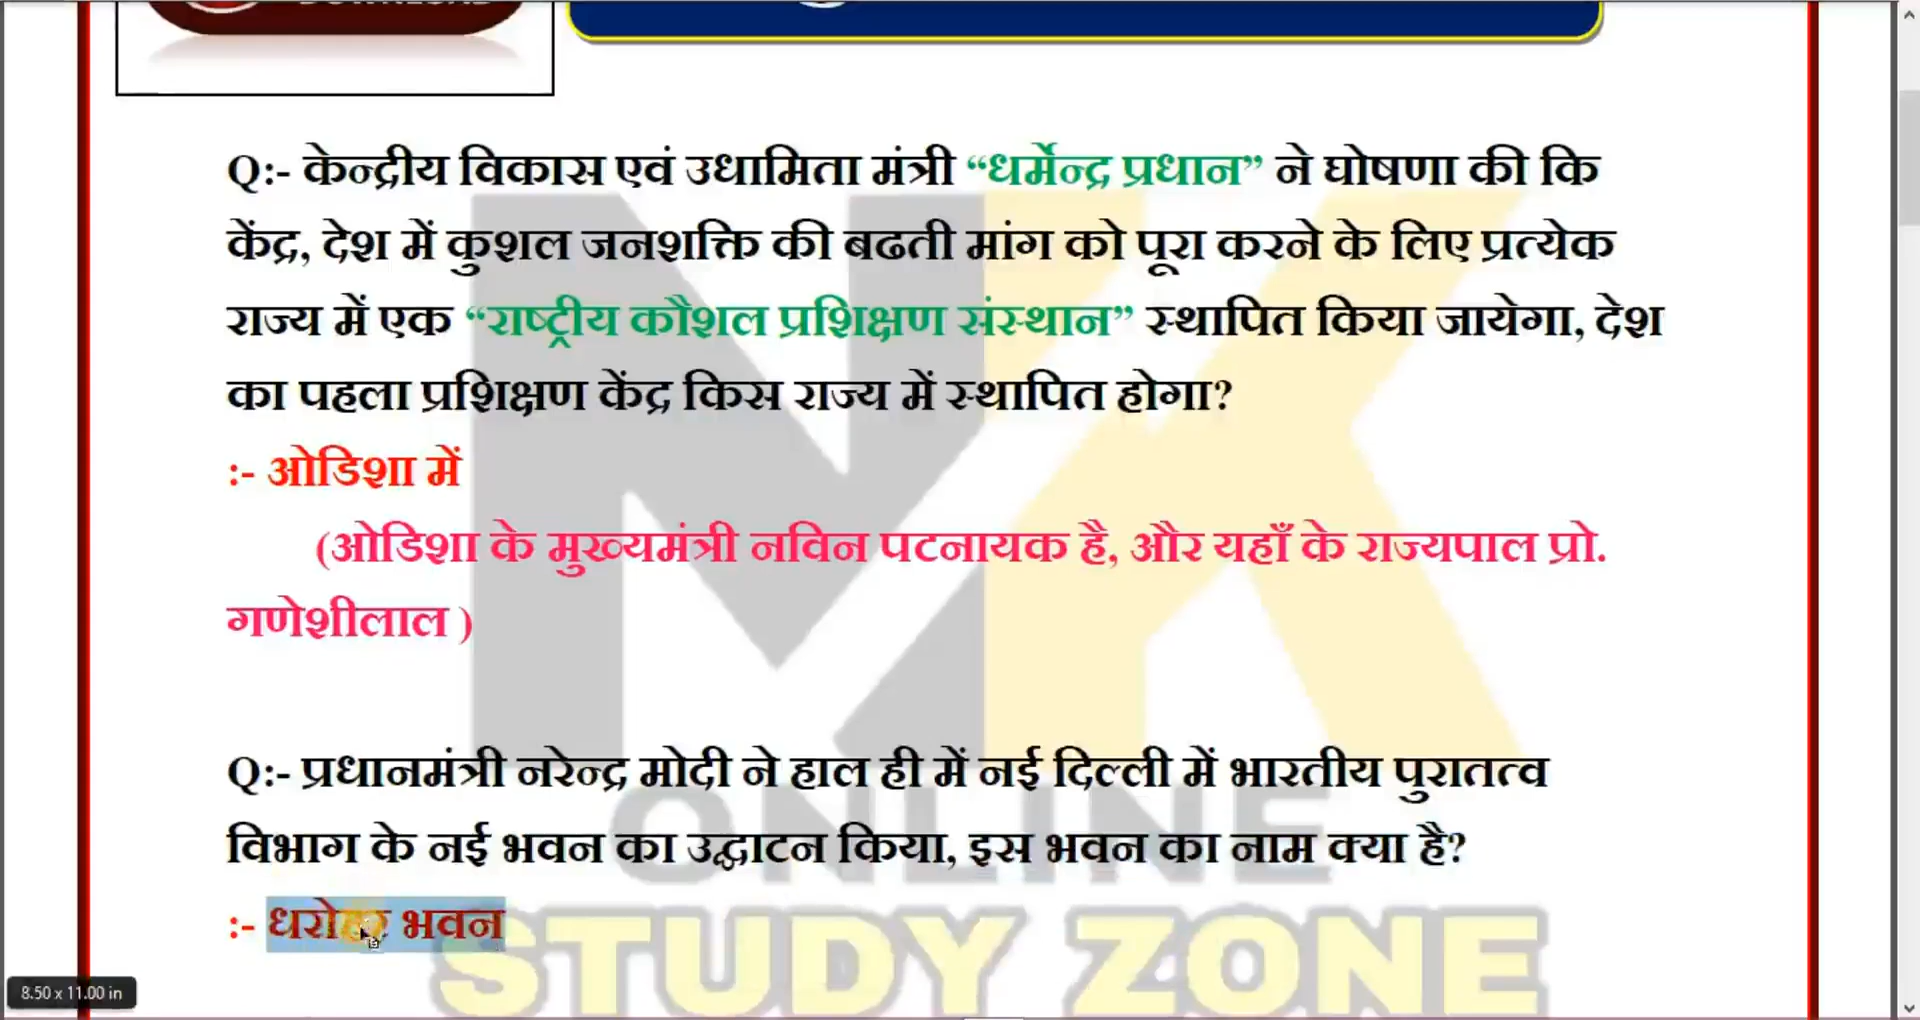 DOWNLOAD
Q:- केन्द्रीय विकास एवं उधामिता मंत्री “धर्मेन्द्र प्रधान” ने घोषणा की कि
केंद्र, देश में कुशल जनशक्ति की बढती मांग को पूरा करने के लिए प्रत्येक
राज्य में एक “राष्ट्रीय कौशल प्रशिक्षण संस्थान” स्थापित किया जायेगा, देश
का पहला प्रशिक्षण केंद्र किस राज्य में स्थापित होगा?
:- ओडिशा में
(ओडिशा के मुख्यमंत्री नविन पटनायक है, और यहाँ के राज्यपाल प्रो.
गणेशीलाल )
Q:- प्रधानमंत्री नरेन्द्र मोदी ने हाल ही में नई दिल्ली में भारतीय पुरातत्व
विभाग के नई भवन का उद्घाटन किया, इस भवन का नाम क्या है?
:- धरोहर भवन
NK
ONLINE
STUDY ZONE
8.50 x 11.00 in